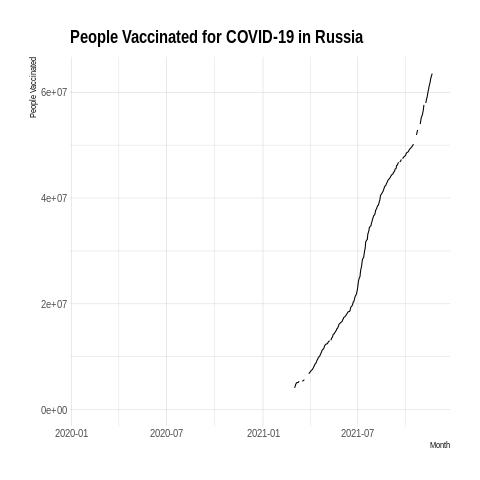 People Vaccinated for COVID-19 in Russia
People Vaccinated
6e+07
4e+07
2e+07
0e+00
2020-01 2020-07 2021-01 2021-07
Month